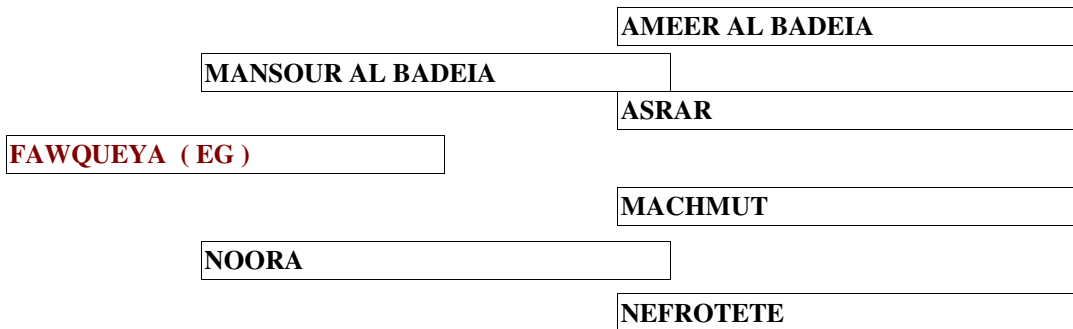 AMEER AL BADEIA
MANSOUR AL BADEIA
ASRAR
FAWQUEYA ( EG )
MACHMUT
NOORA
NEFROTETE